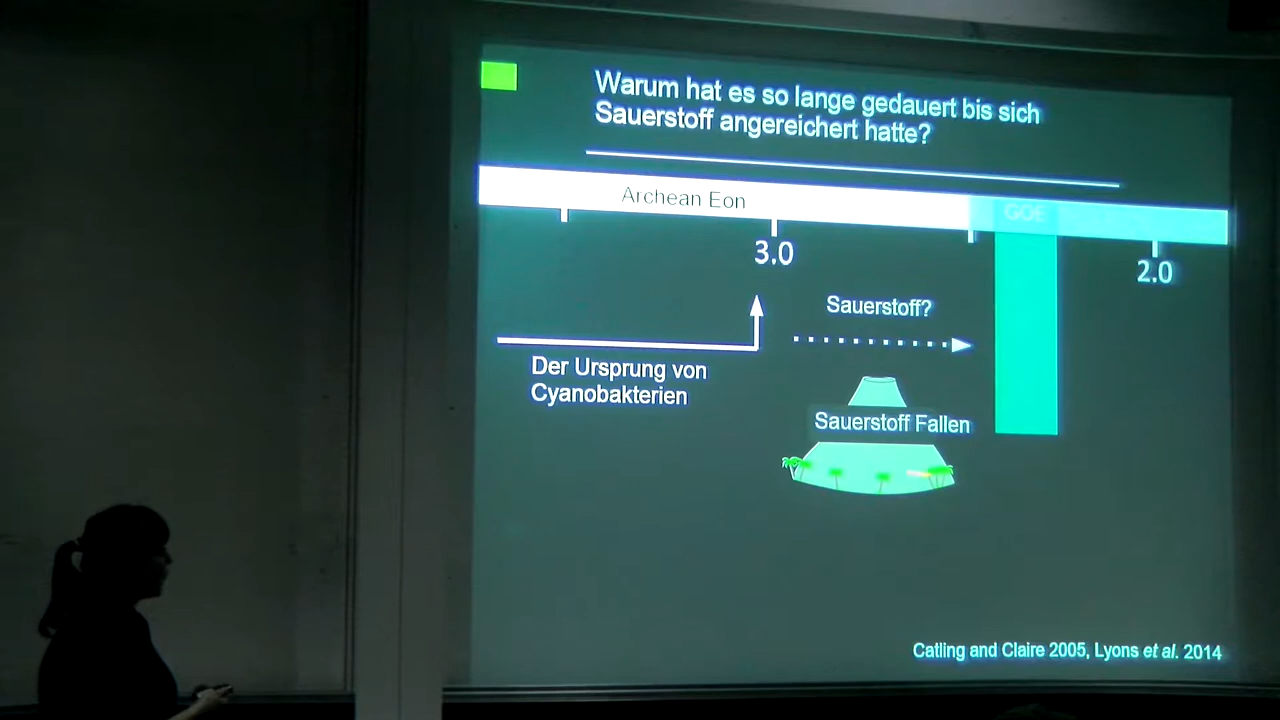 Warum hat es so lange gedauert bis sich
Sauerstoff angereichert hatte?
Archean Eon
GOE
3.0
2.0
Sauerstoff?
Der Ursprung von
Cyanobakterien
Sauerstoff Fallen
Catling and Claire 2005, Lyons et al. 2014